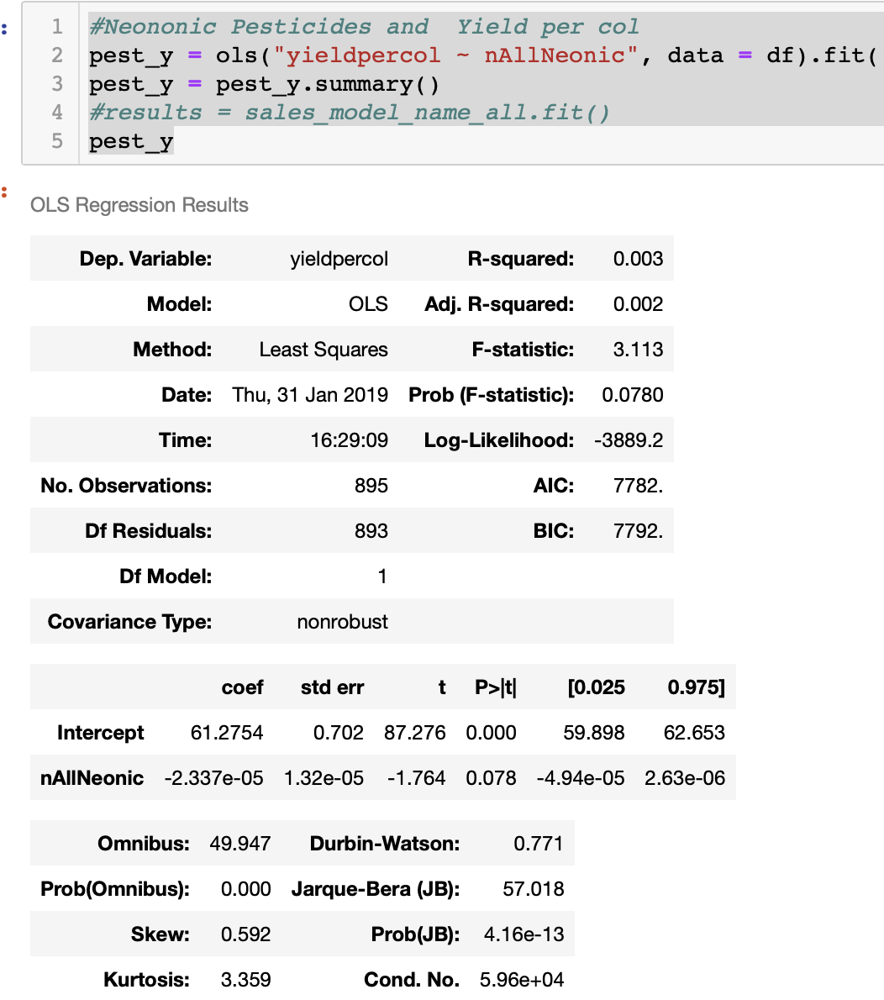 1 #Neononic Pesticides and  Yield per col
2 pest_y = ols("yieldpercol ~ nAllNeonic", data = df).fit(
3 pest_y = pest_y.summary()
4 #results = sales_model_name_all.fit()
5 pest_y
OLS Regression Results
Dep. Variable: yieldpercol R-squared: 0.003
Model: OLS Adj. R-squared: 0.002
Method: Least Squares F-statistic: 3.113
Date: Thu, 31 Jan 2019 Prob (F-statistic): 0.0780
Time: 16:29:09 Log-Likelihood: -3889.2
No. Observations: 895 AIC: 7782.
Df Residuals: 893 BIC: 7792.
Df Model: 1
Covariance Type: nonrobust
coef std err t P>|t| [0.025 0.975]
Intercept 61.2754 0.702 87.276 0.000 59.898 62.653
nAllNeonic -2.337e-05 1.32e-05 -1.764 0.078 -4.94e-05 2.63e-06
Omnibus: 49.947 Durbin-Watson: 0.771
Prob(Omnibus): 0.000 Jarque-Bera (JB): 57.018
Skew: 0.592 Prob(JB): 4.16e-13
Kurtosis: 3.359 Cond. No. 5.96e+04